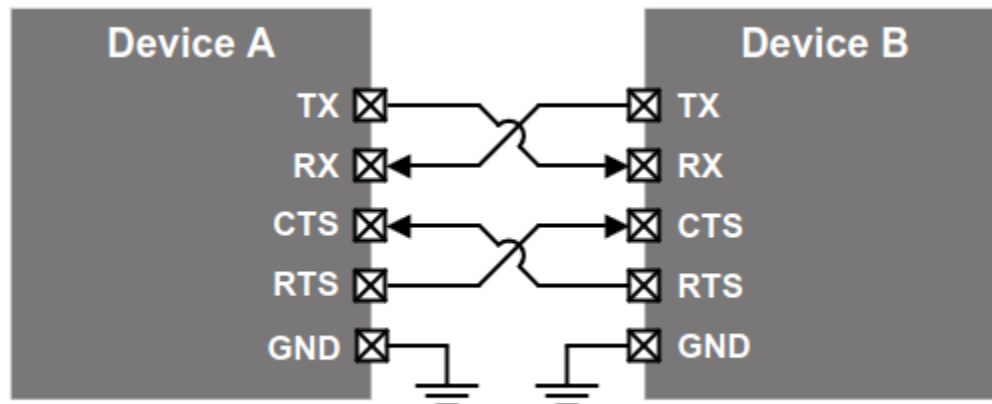 Device A
TX
RX
CTS
RTS
GND
Device B
TX
RX
CTS
RTS
GND